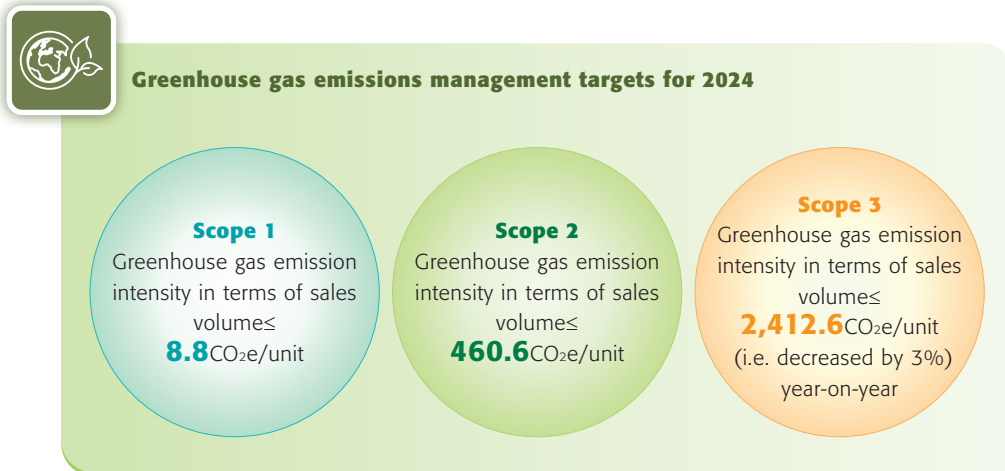 Greenhouse gas emissions management targets for 2024
Scope 1
Greenhouse gas emission
intensity in terms of sales
volume≤
8.8CO₂e/unit
Scope 2
Greenhouse gas emission
intensity in terms of sales
volume≤
460.6CO₂e/unit
Scope 3
Greenhouse gas emission
intensity in terms of sales
volume≤
2,412.6CO₂e/unit
(i.e. decreased by 3%)
year-on-year